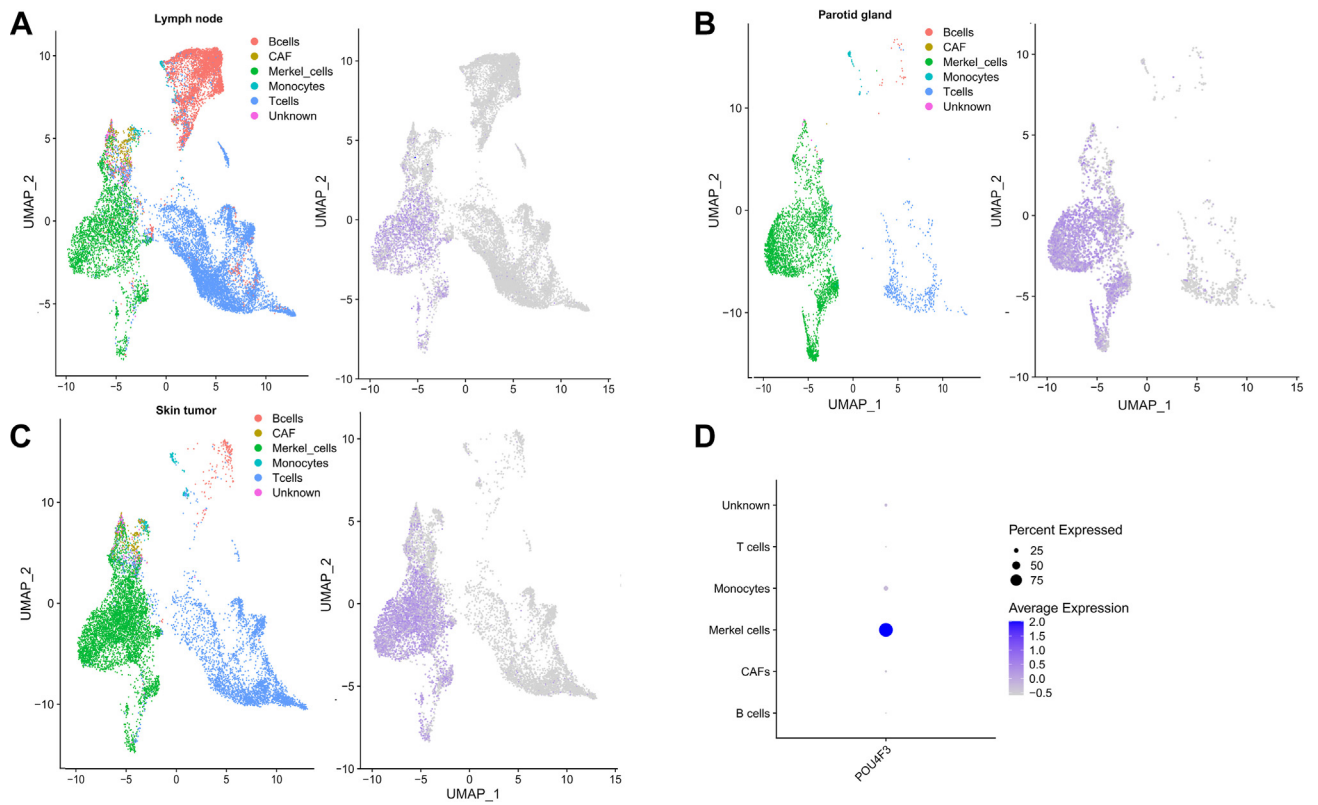 A
Lymph node
Bcells
CAF
Merkel_cells
Monocytes
Tcells
Unknown
UMAP_2
10
5
0
−5
−10 −5 0 5 10
UMAP_2
10
5
0
−5
−10
−10 −5 0 5 10 15
B
Parotid gland
Bcells
CAF
Merkel_cells
Monocytes
Tcells
Unknown
UMAP_2
10
0
−10
−10 −5 0 5 10
UMAP_1
UMAP_2
10
5
0
−5
−10
−10 −5 0 5 10 15
UMAP_1
C
Skin tumor
Bcells
CAF
Merkel_cells
Monocytes
Tcells
Unknown
UMAP_2
10
0
−10
−10 −5 0 5 10
UMAP_2
10
5
0
−5
−10
−10 −5 0 5 10 15
UMAP_1
D
Unknown
T cells
Monocytes
Merkel cells
CAFs
B cells
POU4F3
Percent Expressed
25
50
75
Average Expression
2.0
1.5
1.0
0.5
0.0
−0.5